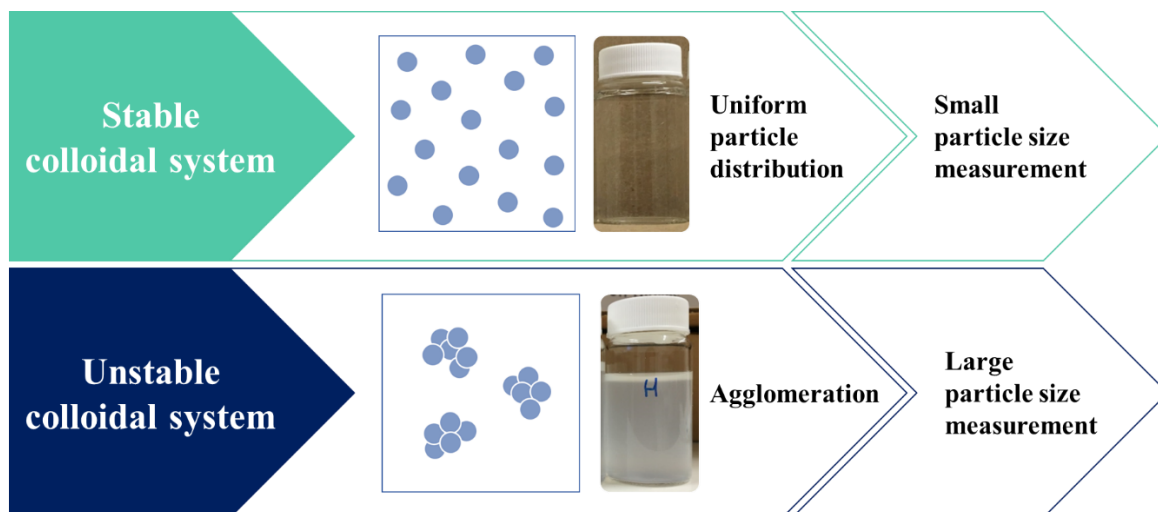 Stable
colloidal system
Uniform
particle
distribution
Small
particle size
measurement
Unstable
colloidal system
H
Agglomeration
Large
particle size
measurement